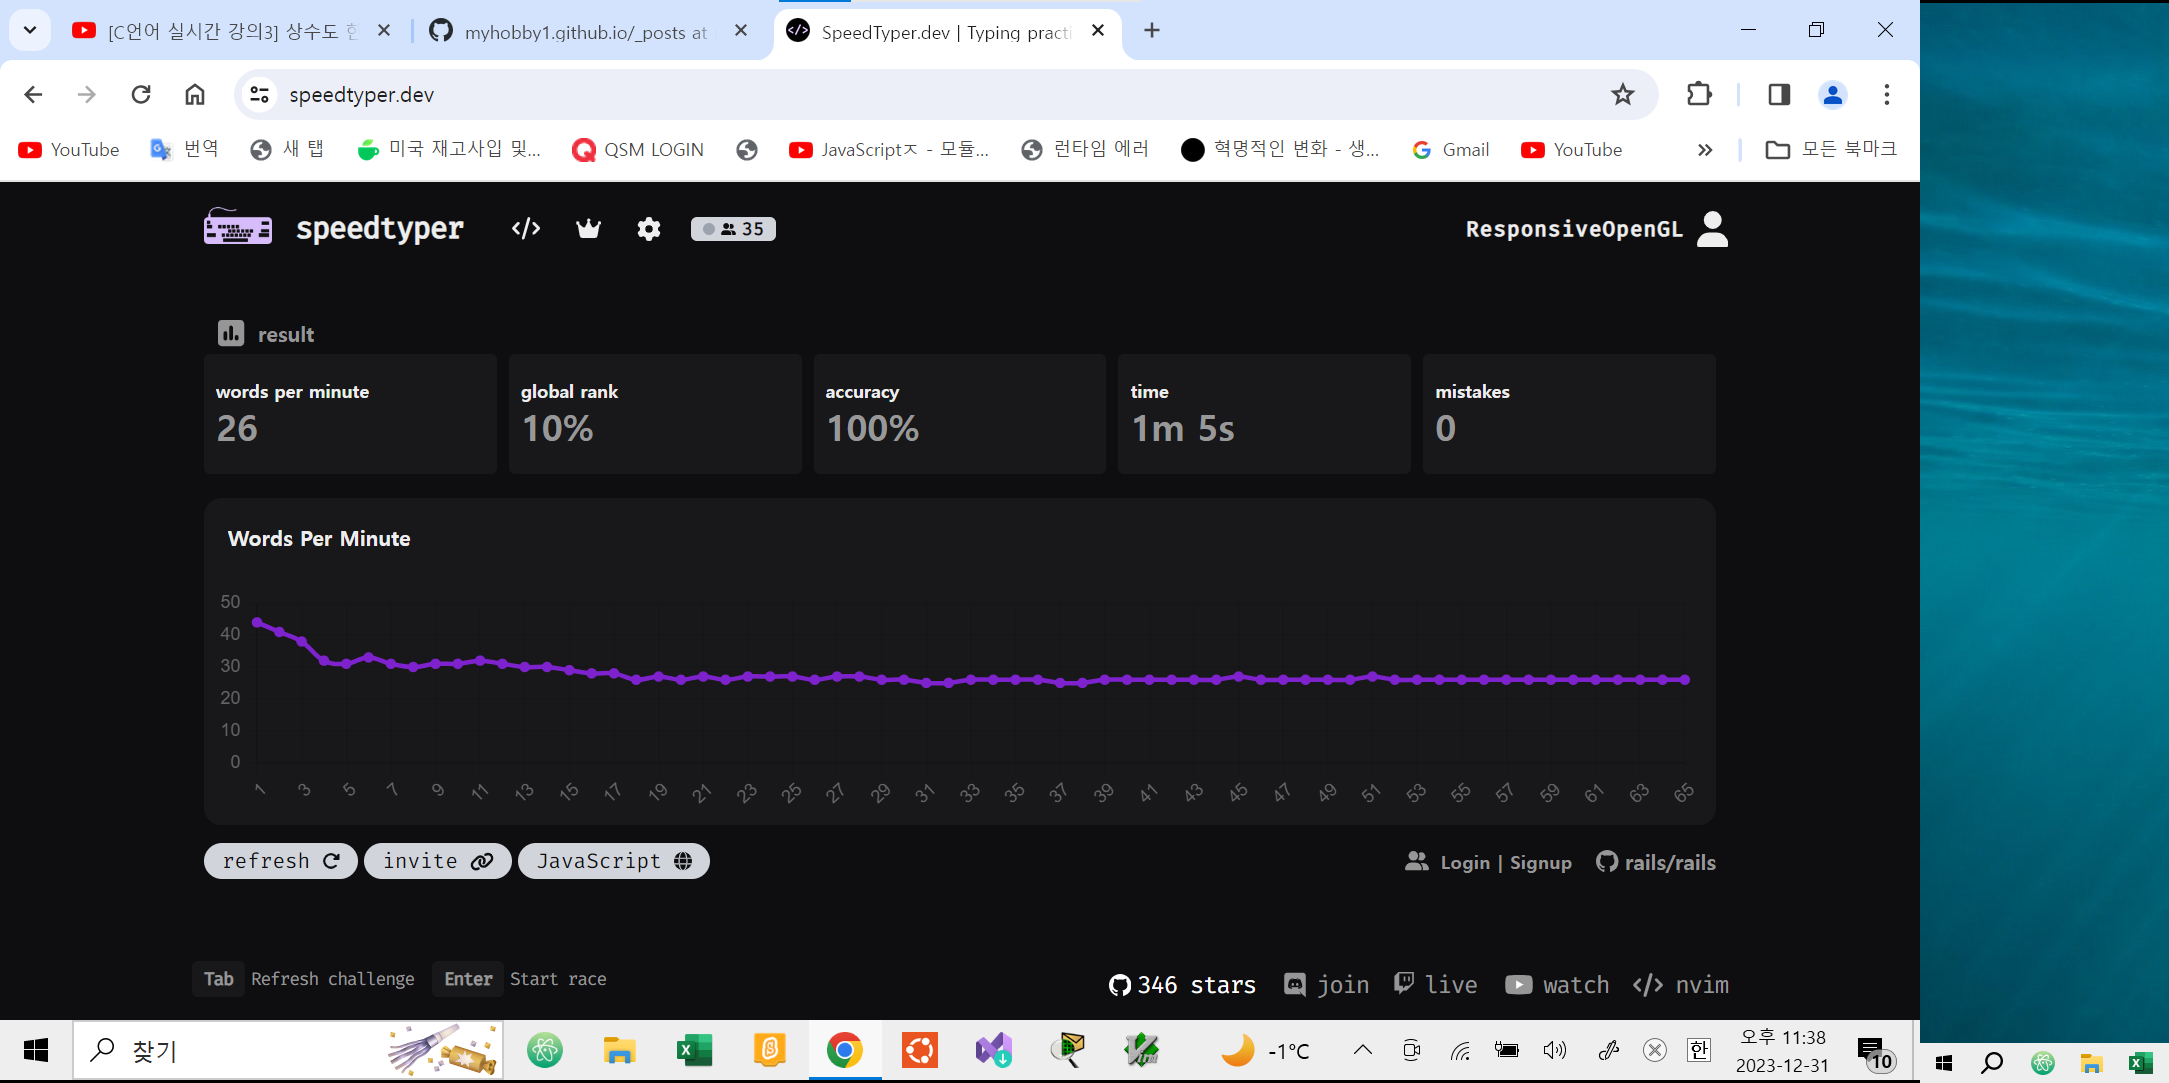 [C언어 실시간 강의3] 상수도 한
myhobby1.github.io/_posts at
SpeedTyper.dev | Typing practi
speedtyper.dev
YouTube
번역
새 탭
미국 재고사입 및...
QSM LOGIN
JavaScriptㅈ - 모듈...
런타임 에러
혁명적인 변화 - 생...
Gmail
YouTube
모든 북마크
speedtyper
35
ResponsiveOpenGL
result
words per minute
26
global rank
10%
accuracy
100%
time
1m 5s
mistakes
0
Words Per Minute
50
40
30
20
10
0
1 3 5 7 9 11 13 15 17 19 21 23 25 27 29 31 33 35 37 39 41 43 45 47 49 51 53 55 57 59 61 63 65
refresh
invite
JavaScript
Login | Signup
rails/rails
Tab Refresh challenge
Enter Start race
346 stars
join
live
watch
nvim
찾기
-1℃
한
오후 11:38
2023-12-31
10